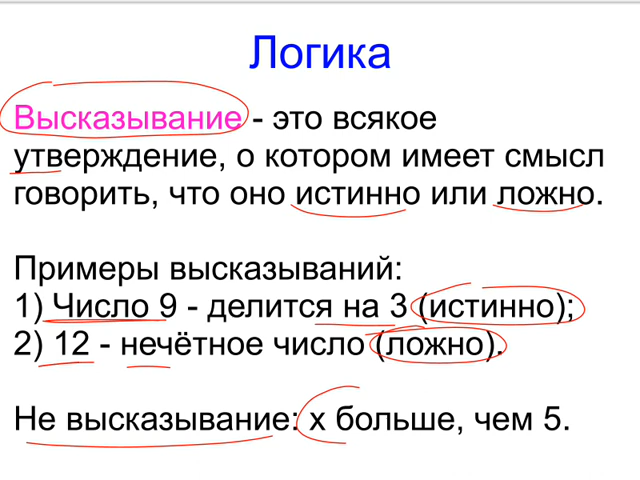 Логика
Высказывание - это всякое
утверждение, о котором имеет смысл
говорить, что оно истинно или ложно.
Примеры высказываний:
1) Число 9 - делится на 3 (истинно);
2) 12 - нечётное число (ложно).
Не высказывание: х больше, чем 5.